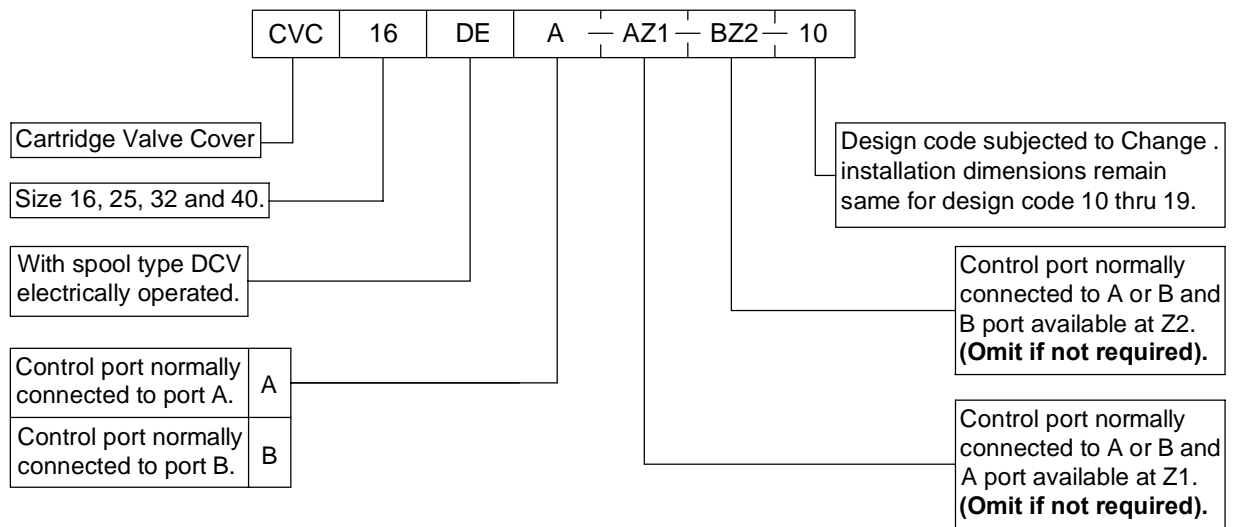 CVC 16 DE A — AZ1 — BZ2 — 10
Cartridge Valve Cover
Size 16, 25, 32 and 40.
With spool type DCV
electrically operated.
Control port normally
connected to port A.
A
Control port normally
connected to port B.
B
Design code subjected to Change .
installation dimensions remain
same for design code 10 thru 19.
Control port normally
connected to A or B and
B port available at Z2.
(Omit if not required).
Control port normally
connected to A or B and
A port available at Z1.
(Omit if not required).